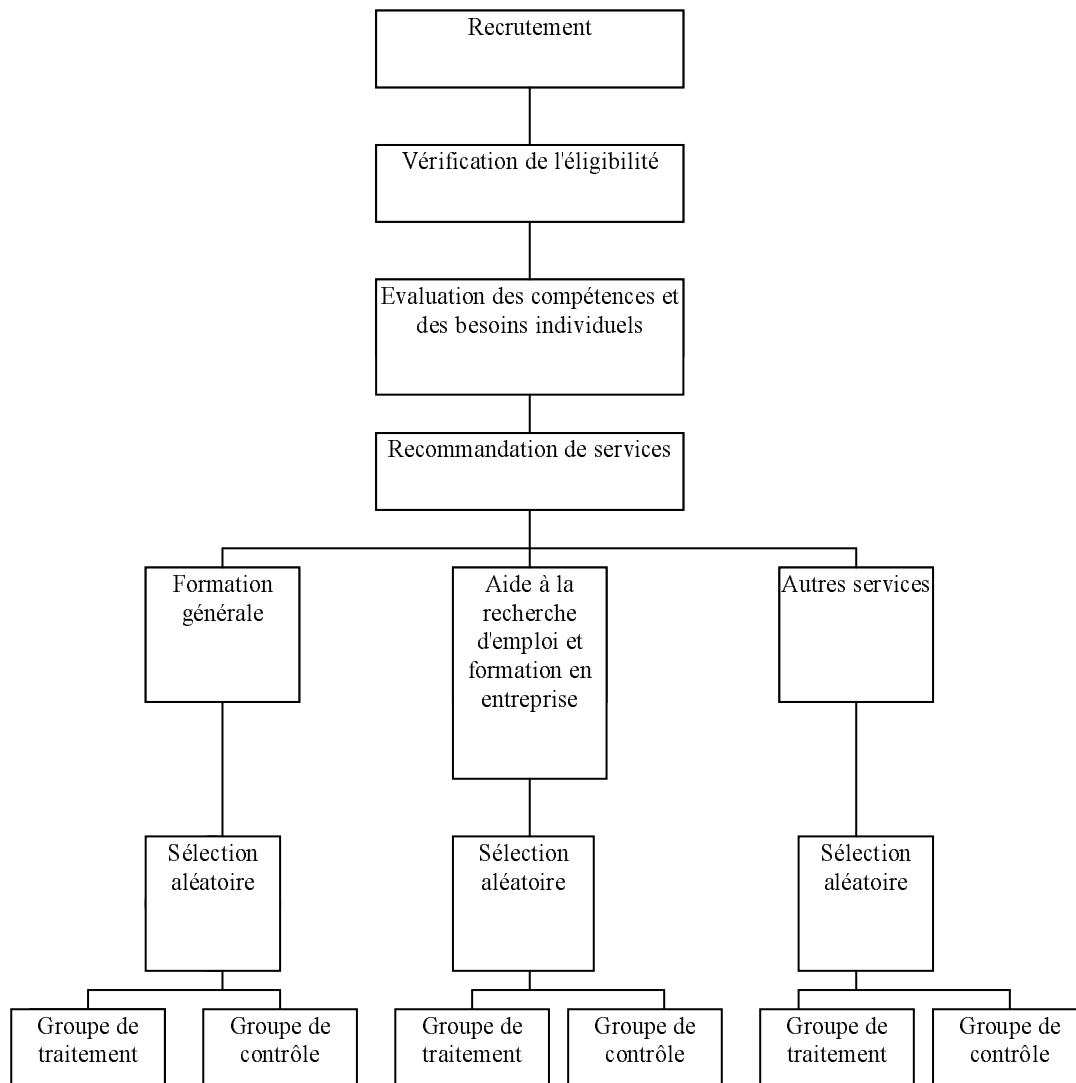 Recrutement
Vérification de l'éligibilité
Evaluation des compétences et
des besoins individuels
Recommandation de services
Formation
générale
Aide à la
recherche
d'emploi et
formation en
entreprise
Autres services
Sélection
aléatoire
Sélection
aléatoire
Sélection
aléatoire
Groupe de
traitement
Groupe de
contrôle
Groupe de
traitement
Groupe de
contrôle
Groupe de
traitement
Groupe de
contrôle